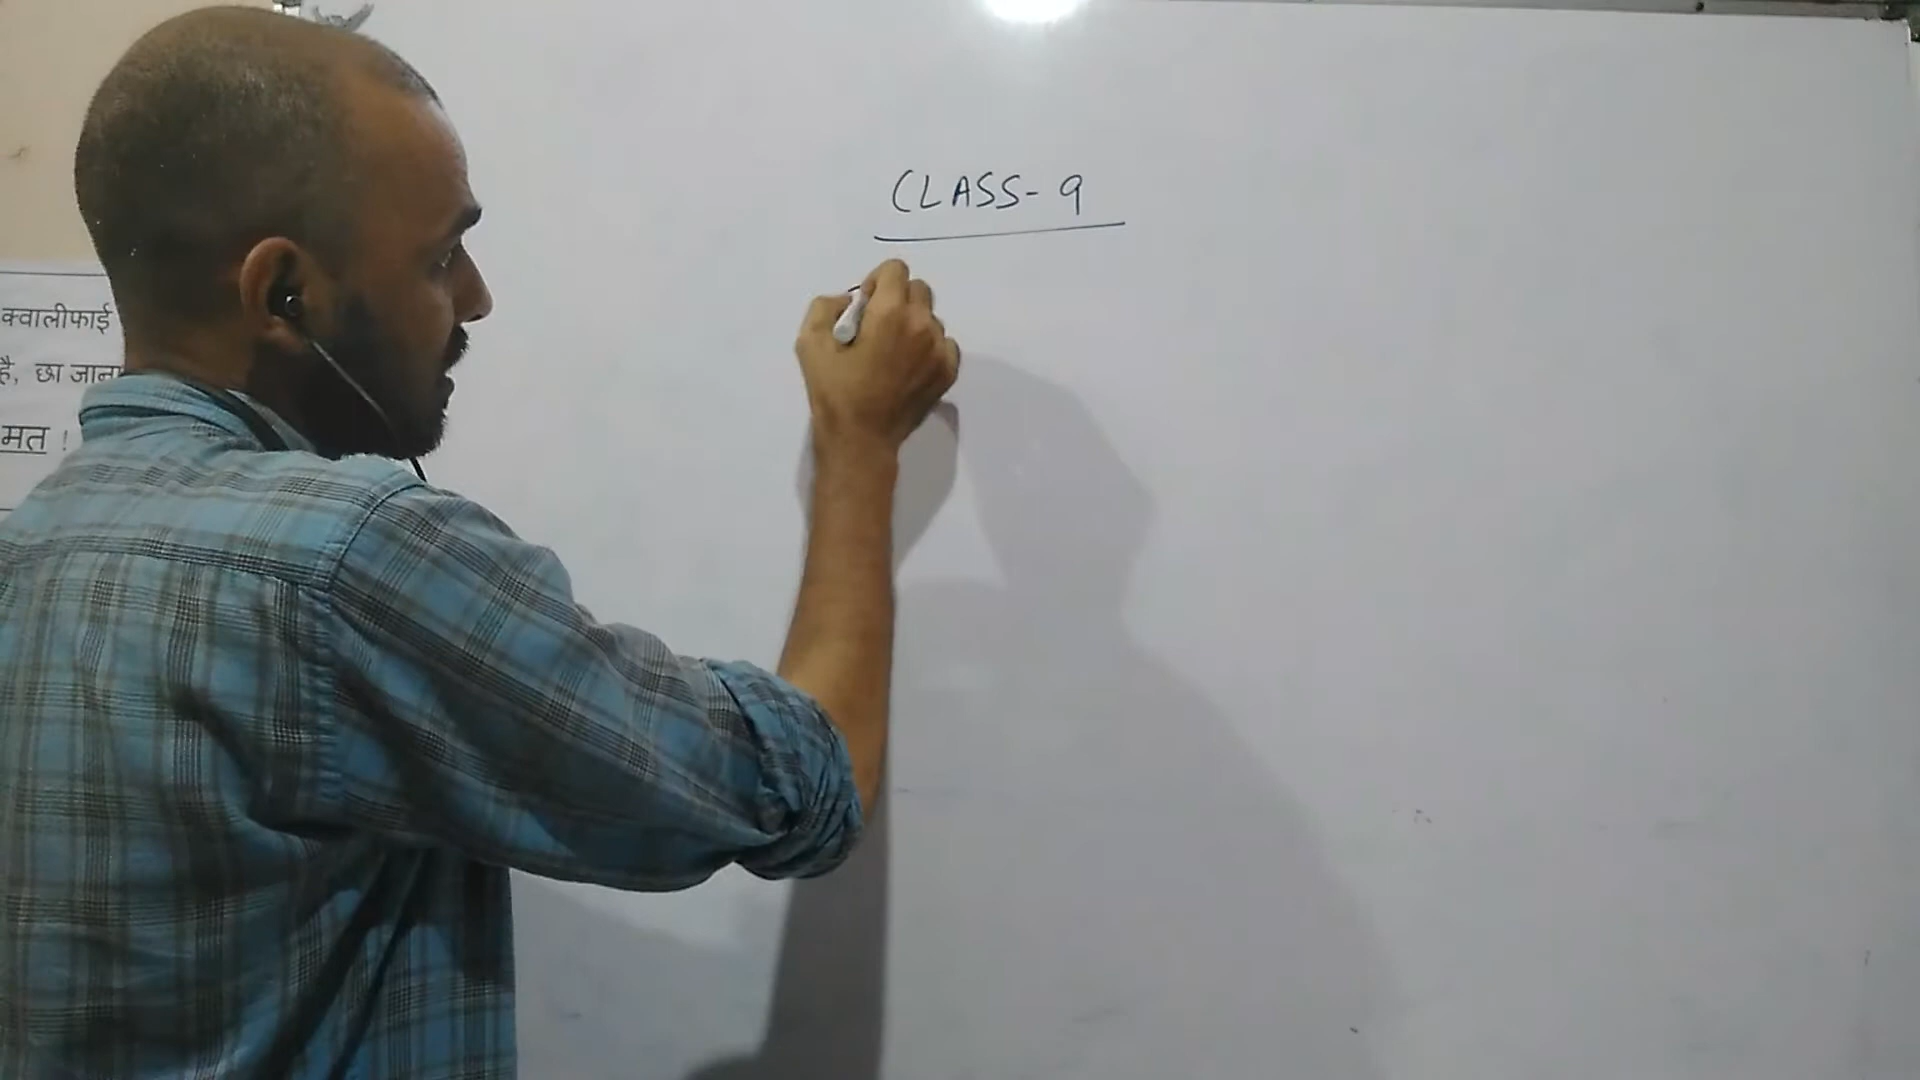 CLASS-9
क्वालीफाई
है, छा जाना
मत !